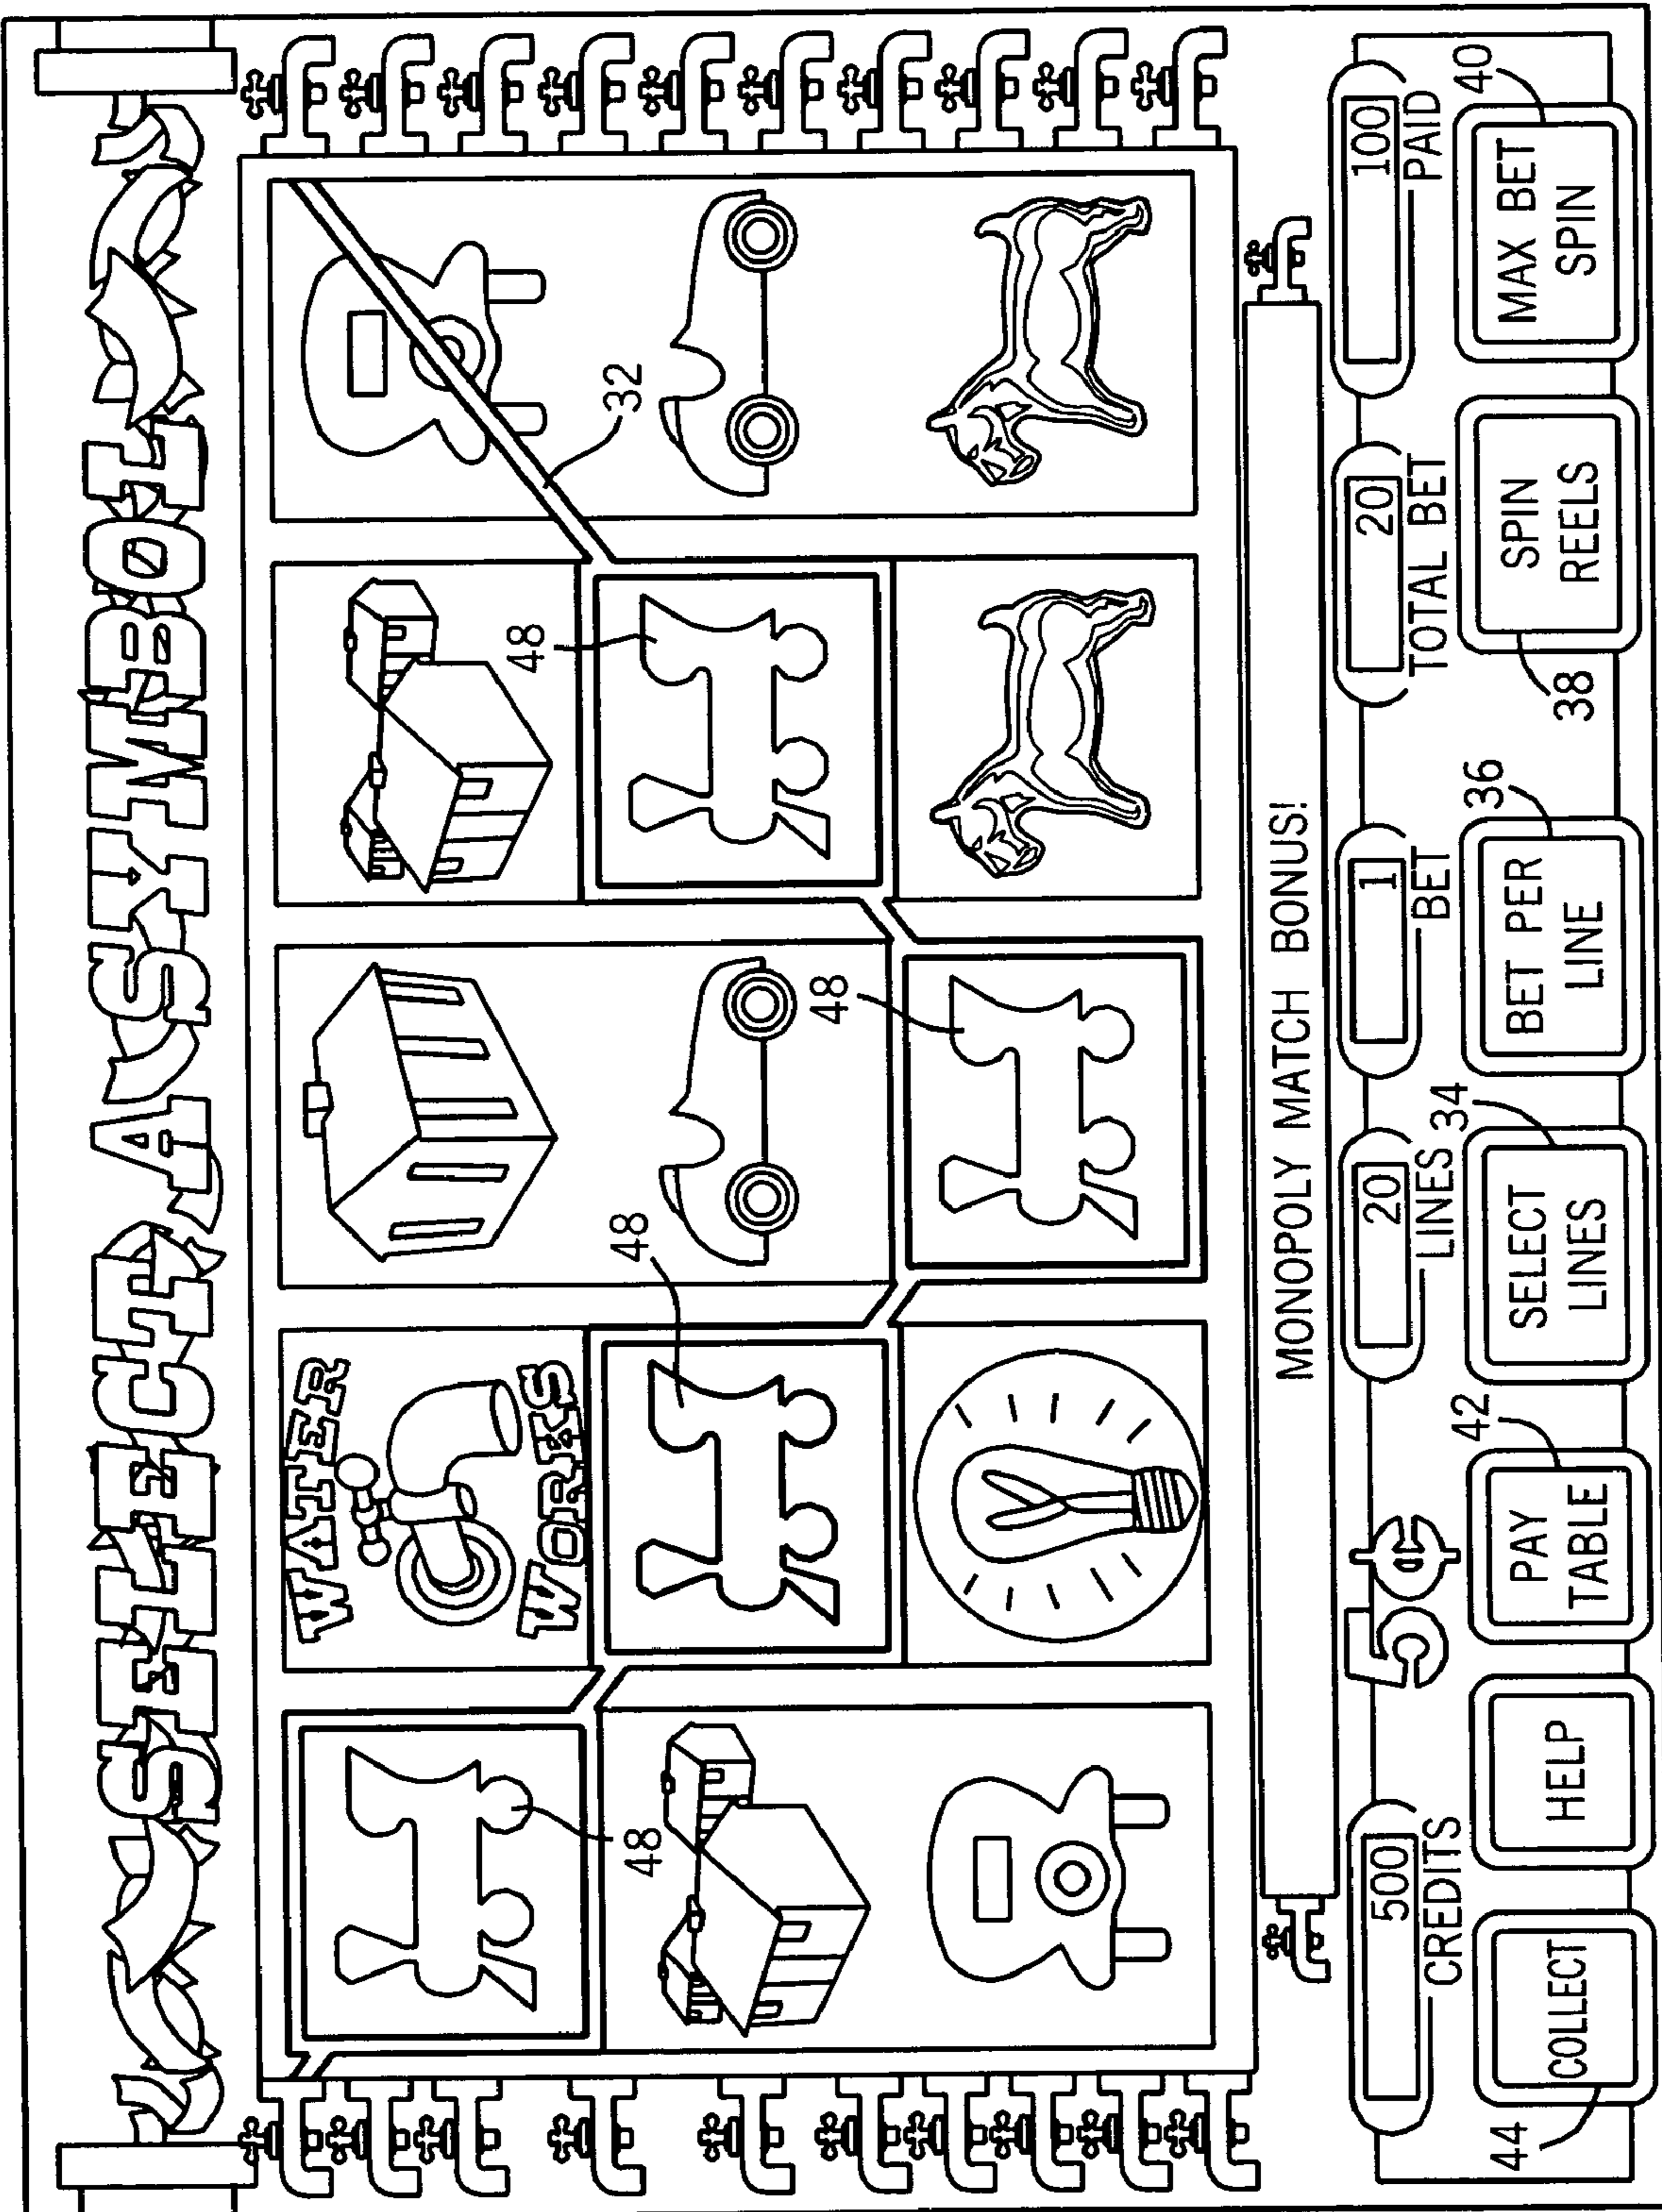 SELECT A SYMBOL
WATER
WORKS
48
32
48
48
48
MONOPOLY MATCH BONUS!
500 5¢ 20 1 20 100
CREDITS LINES BET TOTAL BET PAID
44 42 34 36 38 40
COLLECT
HELP
PAY
TABLE
SELECT
LINES
BET PER
LINE
SPIN
REELS
MAX BET
SPIN